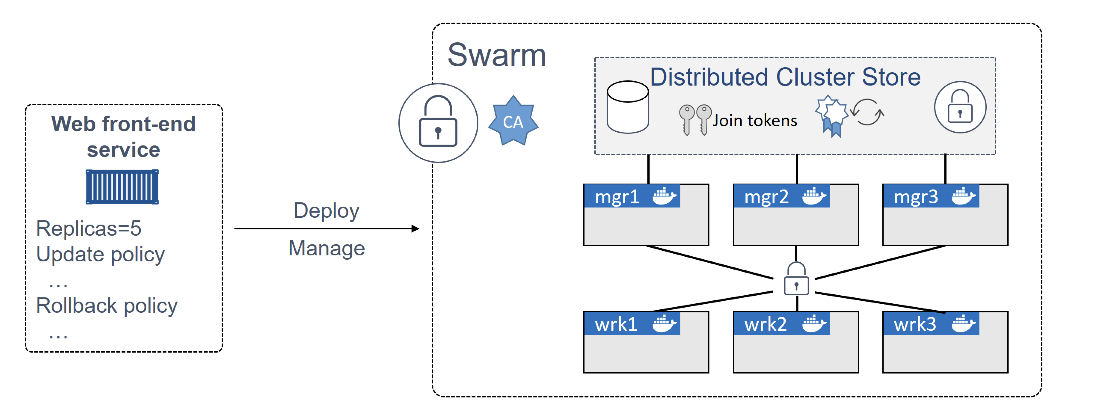 Web front-end
service
Replicas=5
Update policy
...
Rollback policy
...
Deploy
Manage
Swarm
CA
Distributed Cluster Store
Join tokens
mgr1
mgr2
mgr3
wrk1
wrk2
wrk3